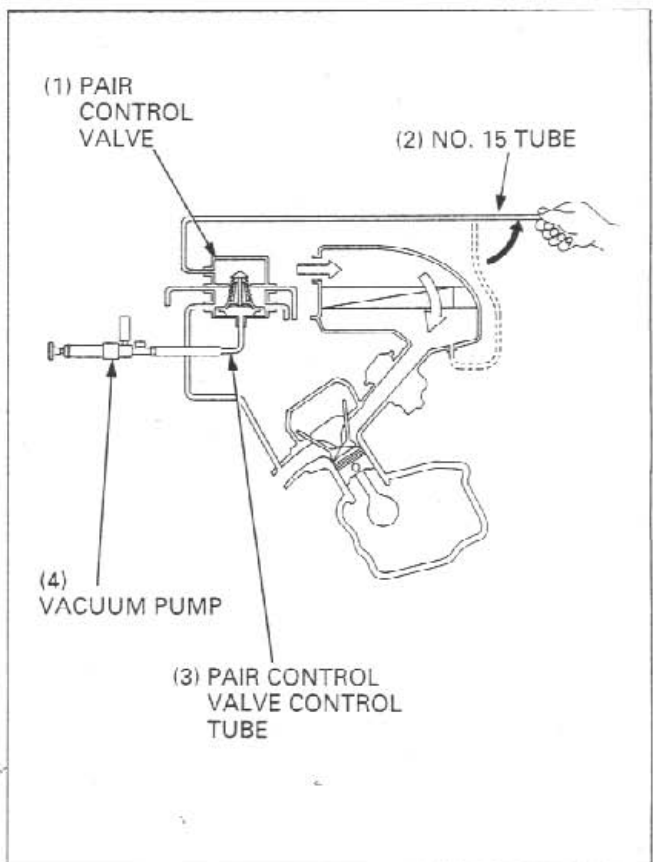 (1) PAIR
CONTROL
VALVE
(2) NO. 15 TUBE
(4)
VACUUM PUMP
(3) PAIR CONTROL
VALVE CONTROL
TUBE